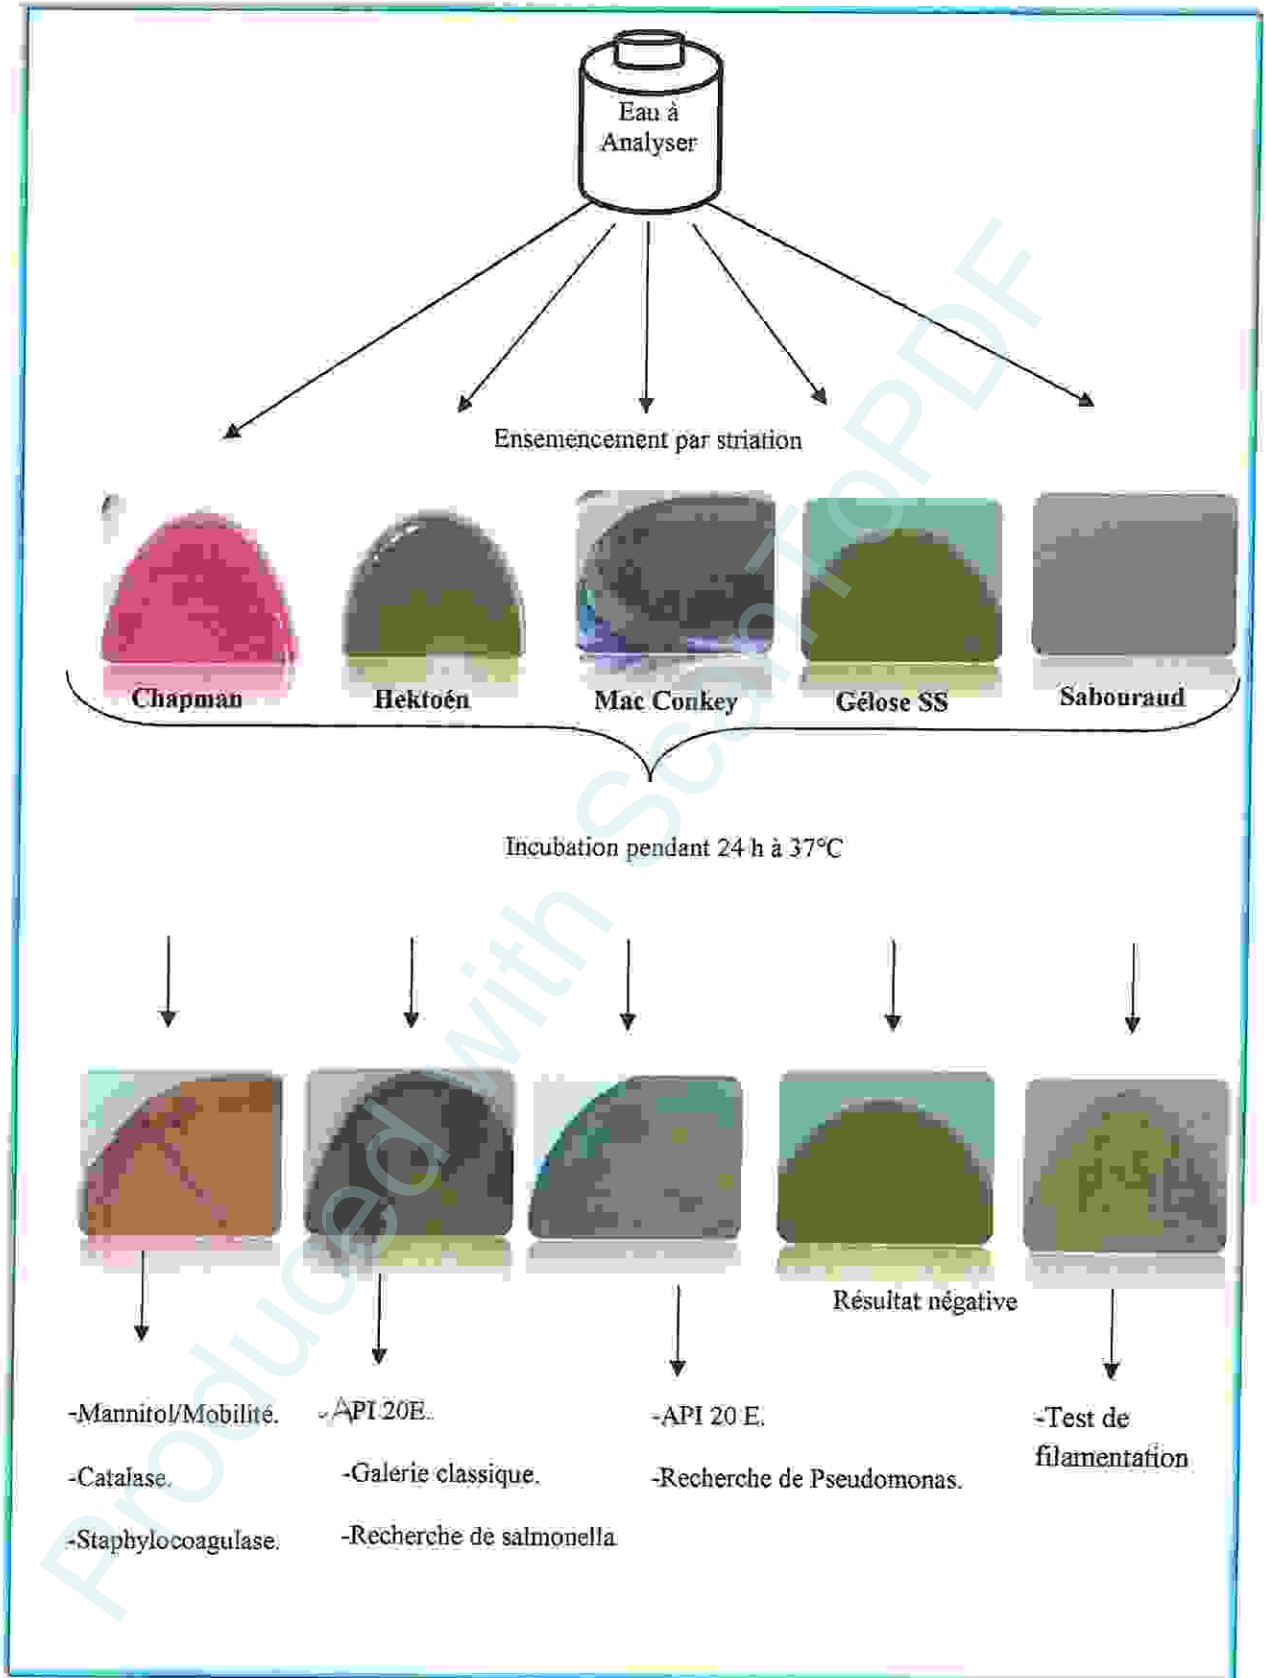 Eau à
Analyser
Ensemencement par striation
Chapman
Hektoén
Mac Conkey
Gélose SS
Sabouraud
Incubation pendant 24 h à 37°C
Résultat négative
-Mannitol/Mobilité.
-Catalase.
-Staphylocoagulase.
-API 20E.
-Galerie classique.
-Recherche de salmonella
-API 20 E.
-Recherche de Pseudomonas.
-Test de
filamentation
Produced with ScanToPDF